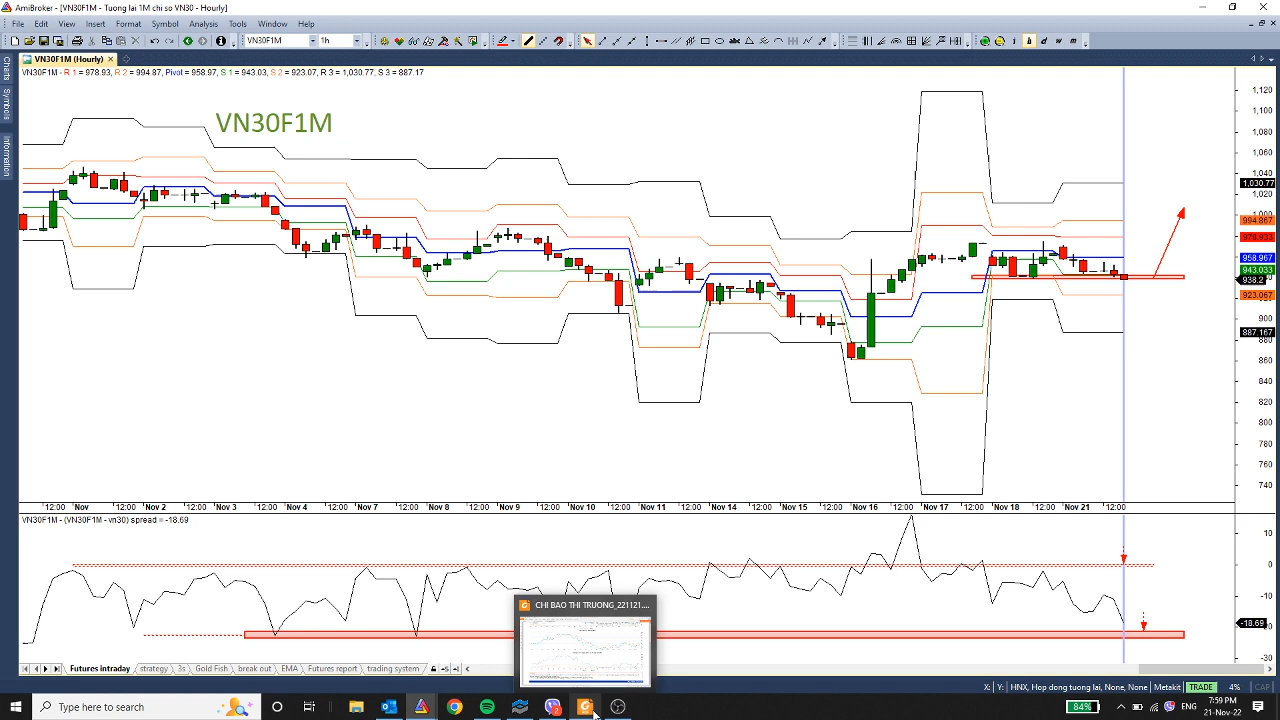 AmiBroker - [VN30F1M - Tuong lai 1M chi so VN30 - Hourly]
File Edit View Insert Format Symbol Analysis Tools Window Help
VN30F1M 1h
VN30F1M (Hourly)
VN30F1M - R 1 = 978.93, R 2 = 994.87, Pivot = 958.97, S 1 = 943.03, S 2 = 923.07, R 3 = 1,030.77, S 3 = 887.17
Charts
Symbols
Information
VN30F1M
1,120
1,100
1,080
1,060
1,040
1,030.77
1,020
1,000
994.867
978.933
958.967
943.033
938.2
923.067
900
887.167
880
860
840
820
800
780
760
740
12:00 Nov 12:00 Nov 2 12:00 Nov 3 12:00 Nov 4 12:00 Nov 7 12:00 Nov 8 12:00 Nov 9 12:00 Nov 10 12:00 Nov 11 12:00 Nov 14 12:00 Nov 15 12:00 Nov 16 12:00 Nov 17 12:00 Nov 18 12:00 Nov 21 12:00
VN30F1M - (VN30F1M - vn30) spread = -18.69
10
0
-10
-18.69
CHI BAO THI TRUONG_221121....
Futures intraday strategy 3s Gold Fish break out EMA Futures report trading system
X: Y: HNX, Hop dong tuong lai, None, None Metakit TRADE 4% CAP
Type here to search
84%
7:59 PM
21-Nov-22